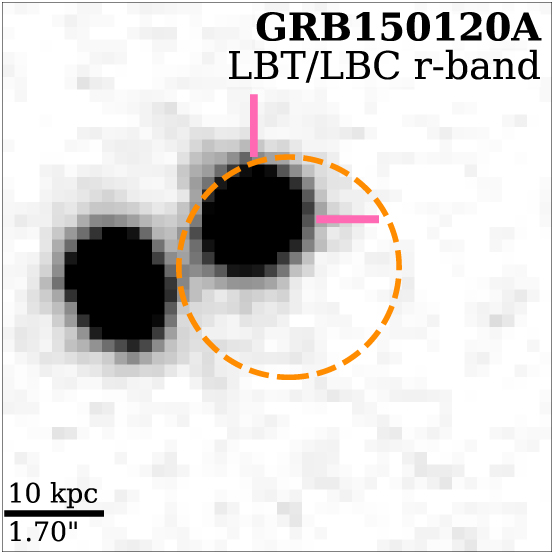 GRB150120A
LBT/LBC r-band
10 kpc
1.70"